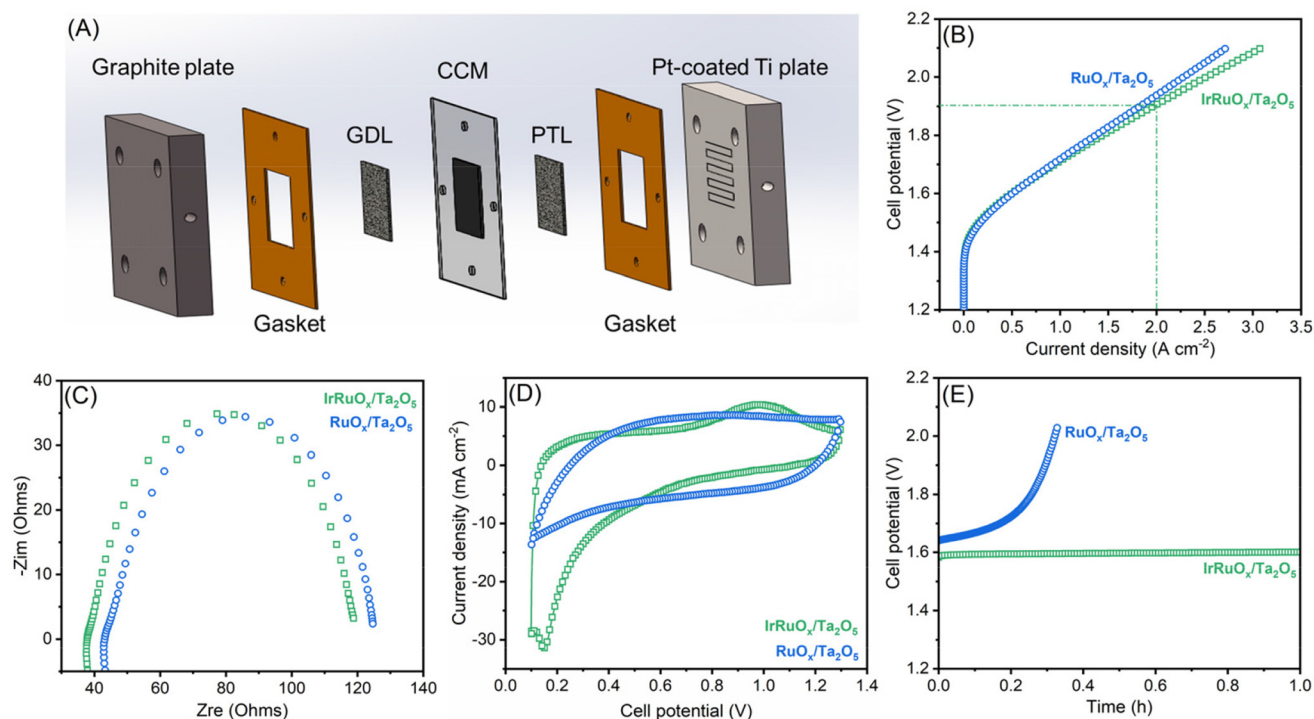 (A)
Graphite plate
CCM
Pt-coated Ti plate
GDL
PTL
Gasket
Gasket
(B)
2.2
2.0
1.8
1.6
1.4
1.2
Cell potential (V)
RuOₓ/Ta₂O₅
IrRuOₓ/Ta₂O₅
0.0 0.5 1.0 1.5 2.0 2.5 3.0 3.5
Current density (A cm⁻²)
(C)
40
30
20
10
0
-Zim (Ohms)
IrRuOₓ/Ta₂O₅
RuOₓ/Ta₂O₅
40 60 80 100 120 140
Zre (Ohms)
(D)
10
0
-10
-20
-30
Current density (mA cm⁻²)
IrRuOₓ/Ta₂O₅
RuOₓ/Ta₂O₅
0.0 0.2 0.4 0.6 0.8 1.0 1.2 1.4
Cell potential (V)
(E)
2.2
2.0
1.8
1.6
1.4
1.2
Cell potential (V)
RuOₓ/Ta₂O₅
IrRuOₓ/Ta₂O₅
0.0 0.2 0.4 0.6 0.8 1.0
Time (h)